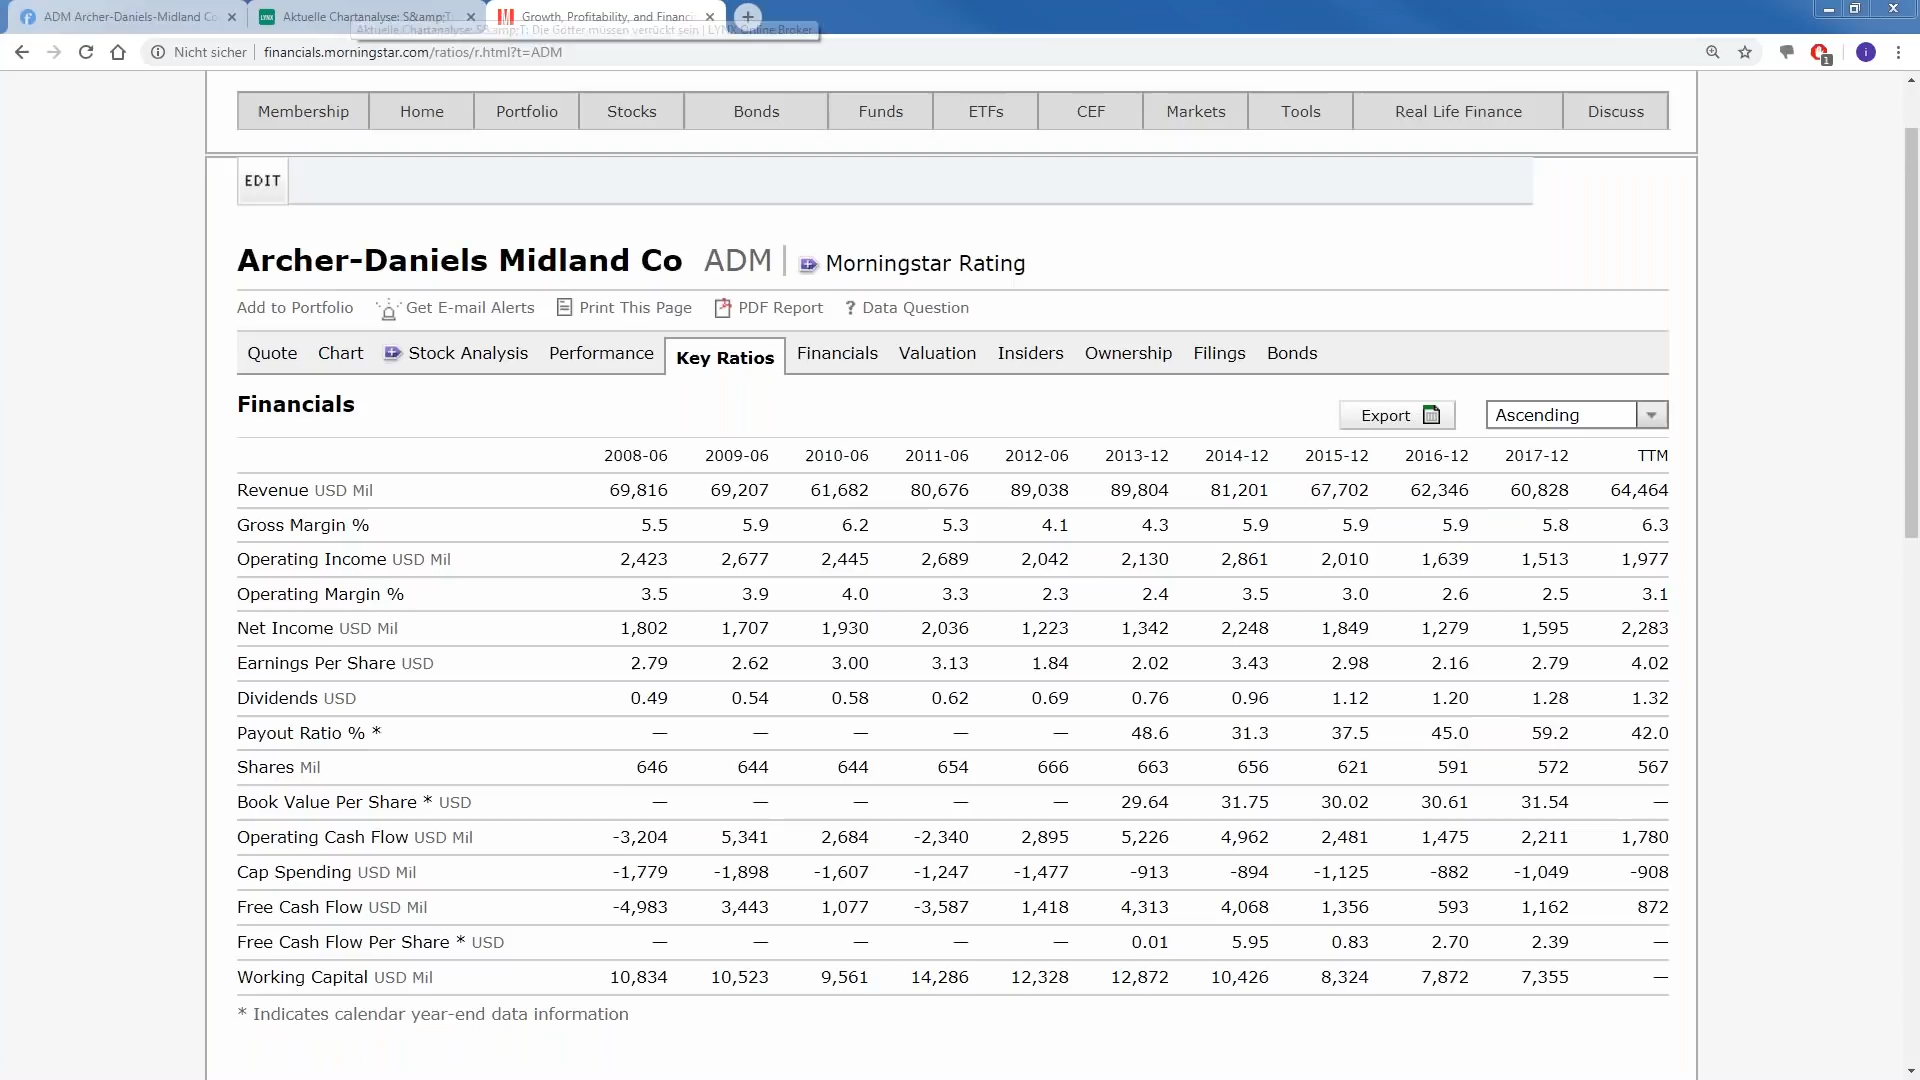 ADM Archer-Daniels-Midland Co
Aktuelle Chartanalyse: S&amp;T:
Growth, Profitability, and Financi
Aktuelle Chartanalyse: S&amp;T: Die Götter müssen verrückt sein | LYNX Online Broker
Nicht sicher financials.morningstar.com/ratios/r.html?t=ADM
Membership Home Portfolio Stocks Bonds Funds ETFs CEF Markets Tools Real Life Finance Discuss
EDIT
Archer-Daniels Midland Co ADM Morningstar Rating
Add to Portfolio Get E-mail Alerts Print This Page PDF Report ? Data Question
Quote Chart Stock Analysis Performance Key Ratios Financials Valuation Insiders Ownership Filings Bonds
Financials
Export Ascending
2008-06 2009-06 2010-06 2011-06 2012-06 2013-12 2014-12 2015-12 2016-12 2017-12 TTM
Revenue USD Mil 69,816 69,207 61,682 80,676 89,038 89,804 81,201 67,702 62,346 60,828 64,464
Gross Margin % 5.5 5.9 6.2 5.3 4.1 4.3 5.9 5.9 5.9 5.8 6.3
Operating Income USD Mil 2,423 2,677 2,445 2,689 2,042 2,130 2,861 2,010 1,639 1,513 1,977
Operating Margin % 3.5 3.9 4.0 3.3 2.3 2.4 3.5 3.0 2.6 2.5 3.1
Net Income USD Mil 1,802 1,707 1,930 2,036 1,223 1,342 2,248 1,849 1,279 1,595 2,283
Earnings Per Share USD 2.79 2.62 3.00 3.13 1.84 2.02 3.43 2.98 2.16 2.79 4.02
Dividends USD 0.49 0.54 0.58 0.62 0.69 0.76 0.96 1.12 1.20 1.28 1.32
Payout Ratio % * — — — — — 48.6 31.3 37.5 45.0 59.2 42.0
Shares Mil 646 644 644 654 666 663 656 621 591 572 567
Book Value Per Share * USD — — — — — 29.64 31.75 30.02 30.61 31.54 —
Operating Cash Flow USD Mil -3,204 5,341 2,684 -2,340 2,895 5,226 4,962 2,481 1,475 2,211 1,780
Cap Spending USD Mil -1,779 -1,898 -1,607 -1,247 -1,477 -913 -894 -1,125 -882 -1,049 -908
Free Cash Flow USD Mil -4,983 3,443 1,077 -3,587 1,418 4,313 4,068 1,356 593 1,162 872
Free Cash Flow Per Share * USD — — — — — 0.01 5.95 0.83 2.70 2.39 —
Working Capital USD Mil 10,834 10,523 9,561 14,286 12,328 12,872 10,426 8,324 7,872 7,355 —
* Indicates calendar year-end data information